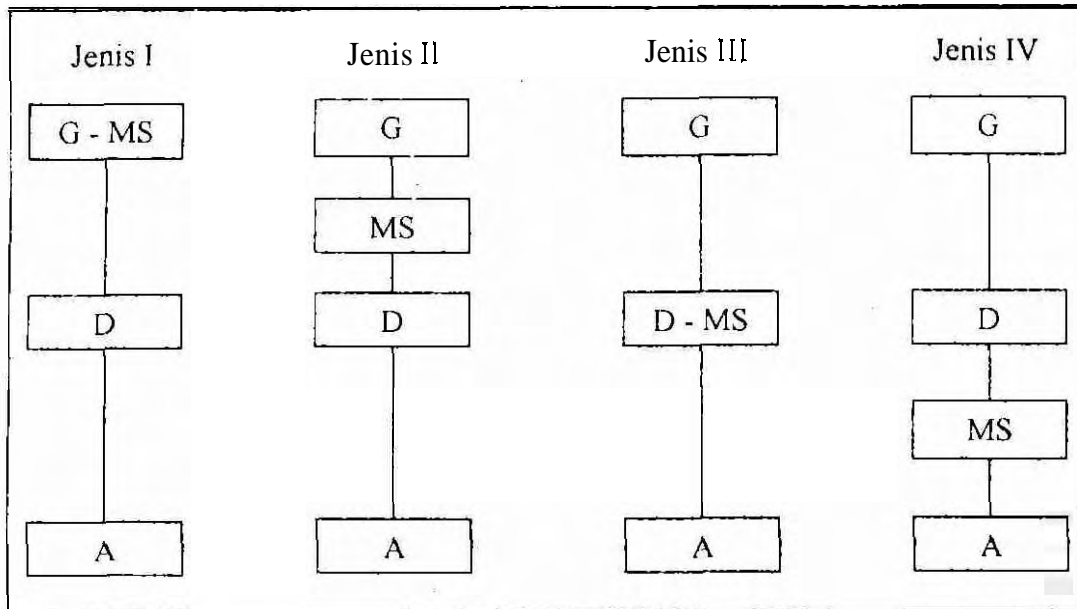 Jenis I Jenis II Jenis III Jenis IV
G - MS G G G
MS
D D D - MS D
MS
A A A A